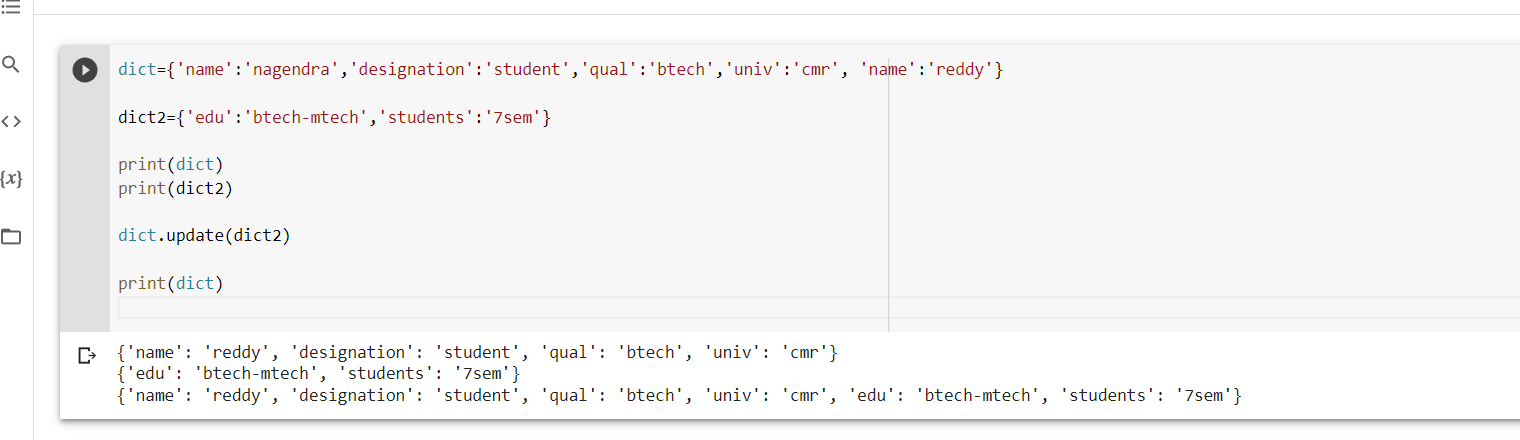 dict={'name':'nagendra','designation':'student','qual':'btech','univ':'cmr', 'name':'reddy'}
dict2={'edu':'btech-mtech','students':'7sem'}
print(dict)
print(dict2)
dict.update(dict2)
print(dict)
{'name': 'reddy', 'designation': 'student', 'qual': 'btech', 'univ': 'cmr'}
{'edu': 'btech-mtech', 'students': '7sem'}
{'name': 'reddy', 'designation': 'student', 'qual': 'btech', 'univ': 'cmr', 'edu': 'btech-mtech', 'students': '7sem'}